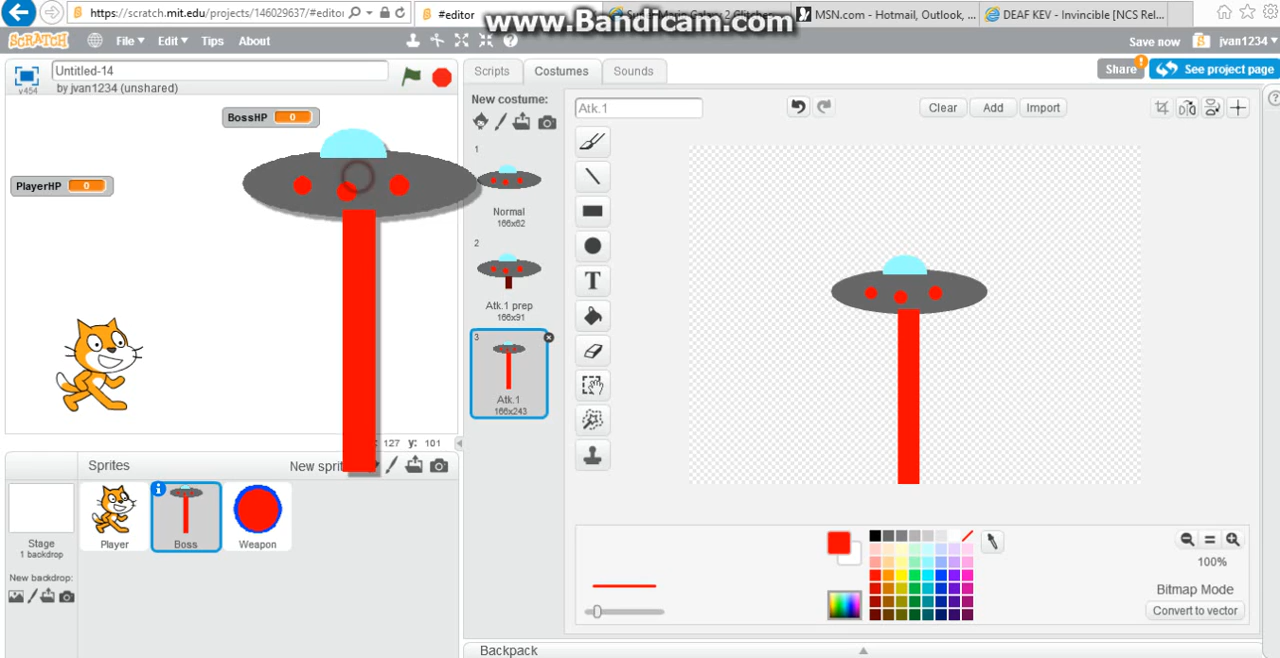 https://scratch.mit.edu/projects/146029637/#editor
#editor
www.Bandicam.com
MSN.com - Hotmail, Outlook, ...
DEAF KEV - Invincible [NCS Rel...
SCRATCH
File
Edit
Tips
About
Save now
jvan1234
v454
Untitled-14
by jvan1234 (unshared)
Scripts
Costumes
Sounds
Share
See project page
New costume:
Atk.1
Clear
Add
Import
BossHP 0
PlayerHP 0
1
Normal
166x62
2
Atk.1 prep
166x91
3
Atk.1
166x243
T
: 127 y: 101
Sprites
New sprit
Stage
1 backdrop
New backdrop:
Player
Boss
Weapon
100%
Bitmap Mode
Convert to vector
Backpack